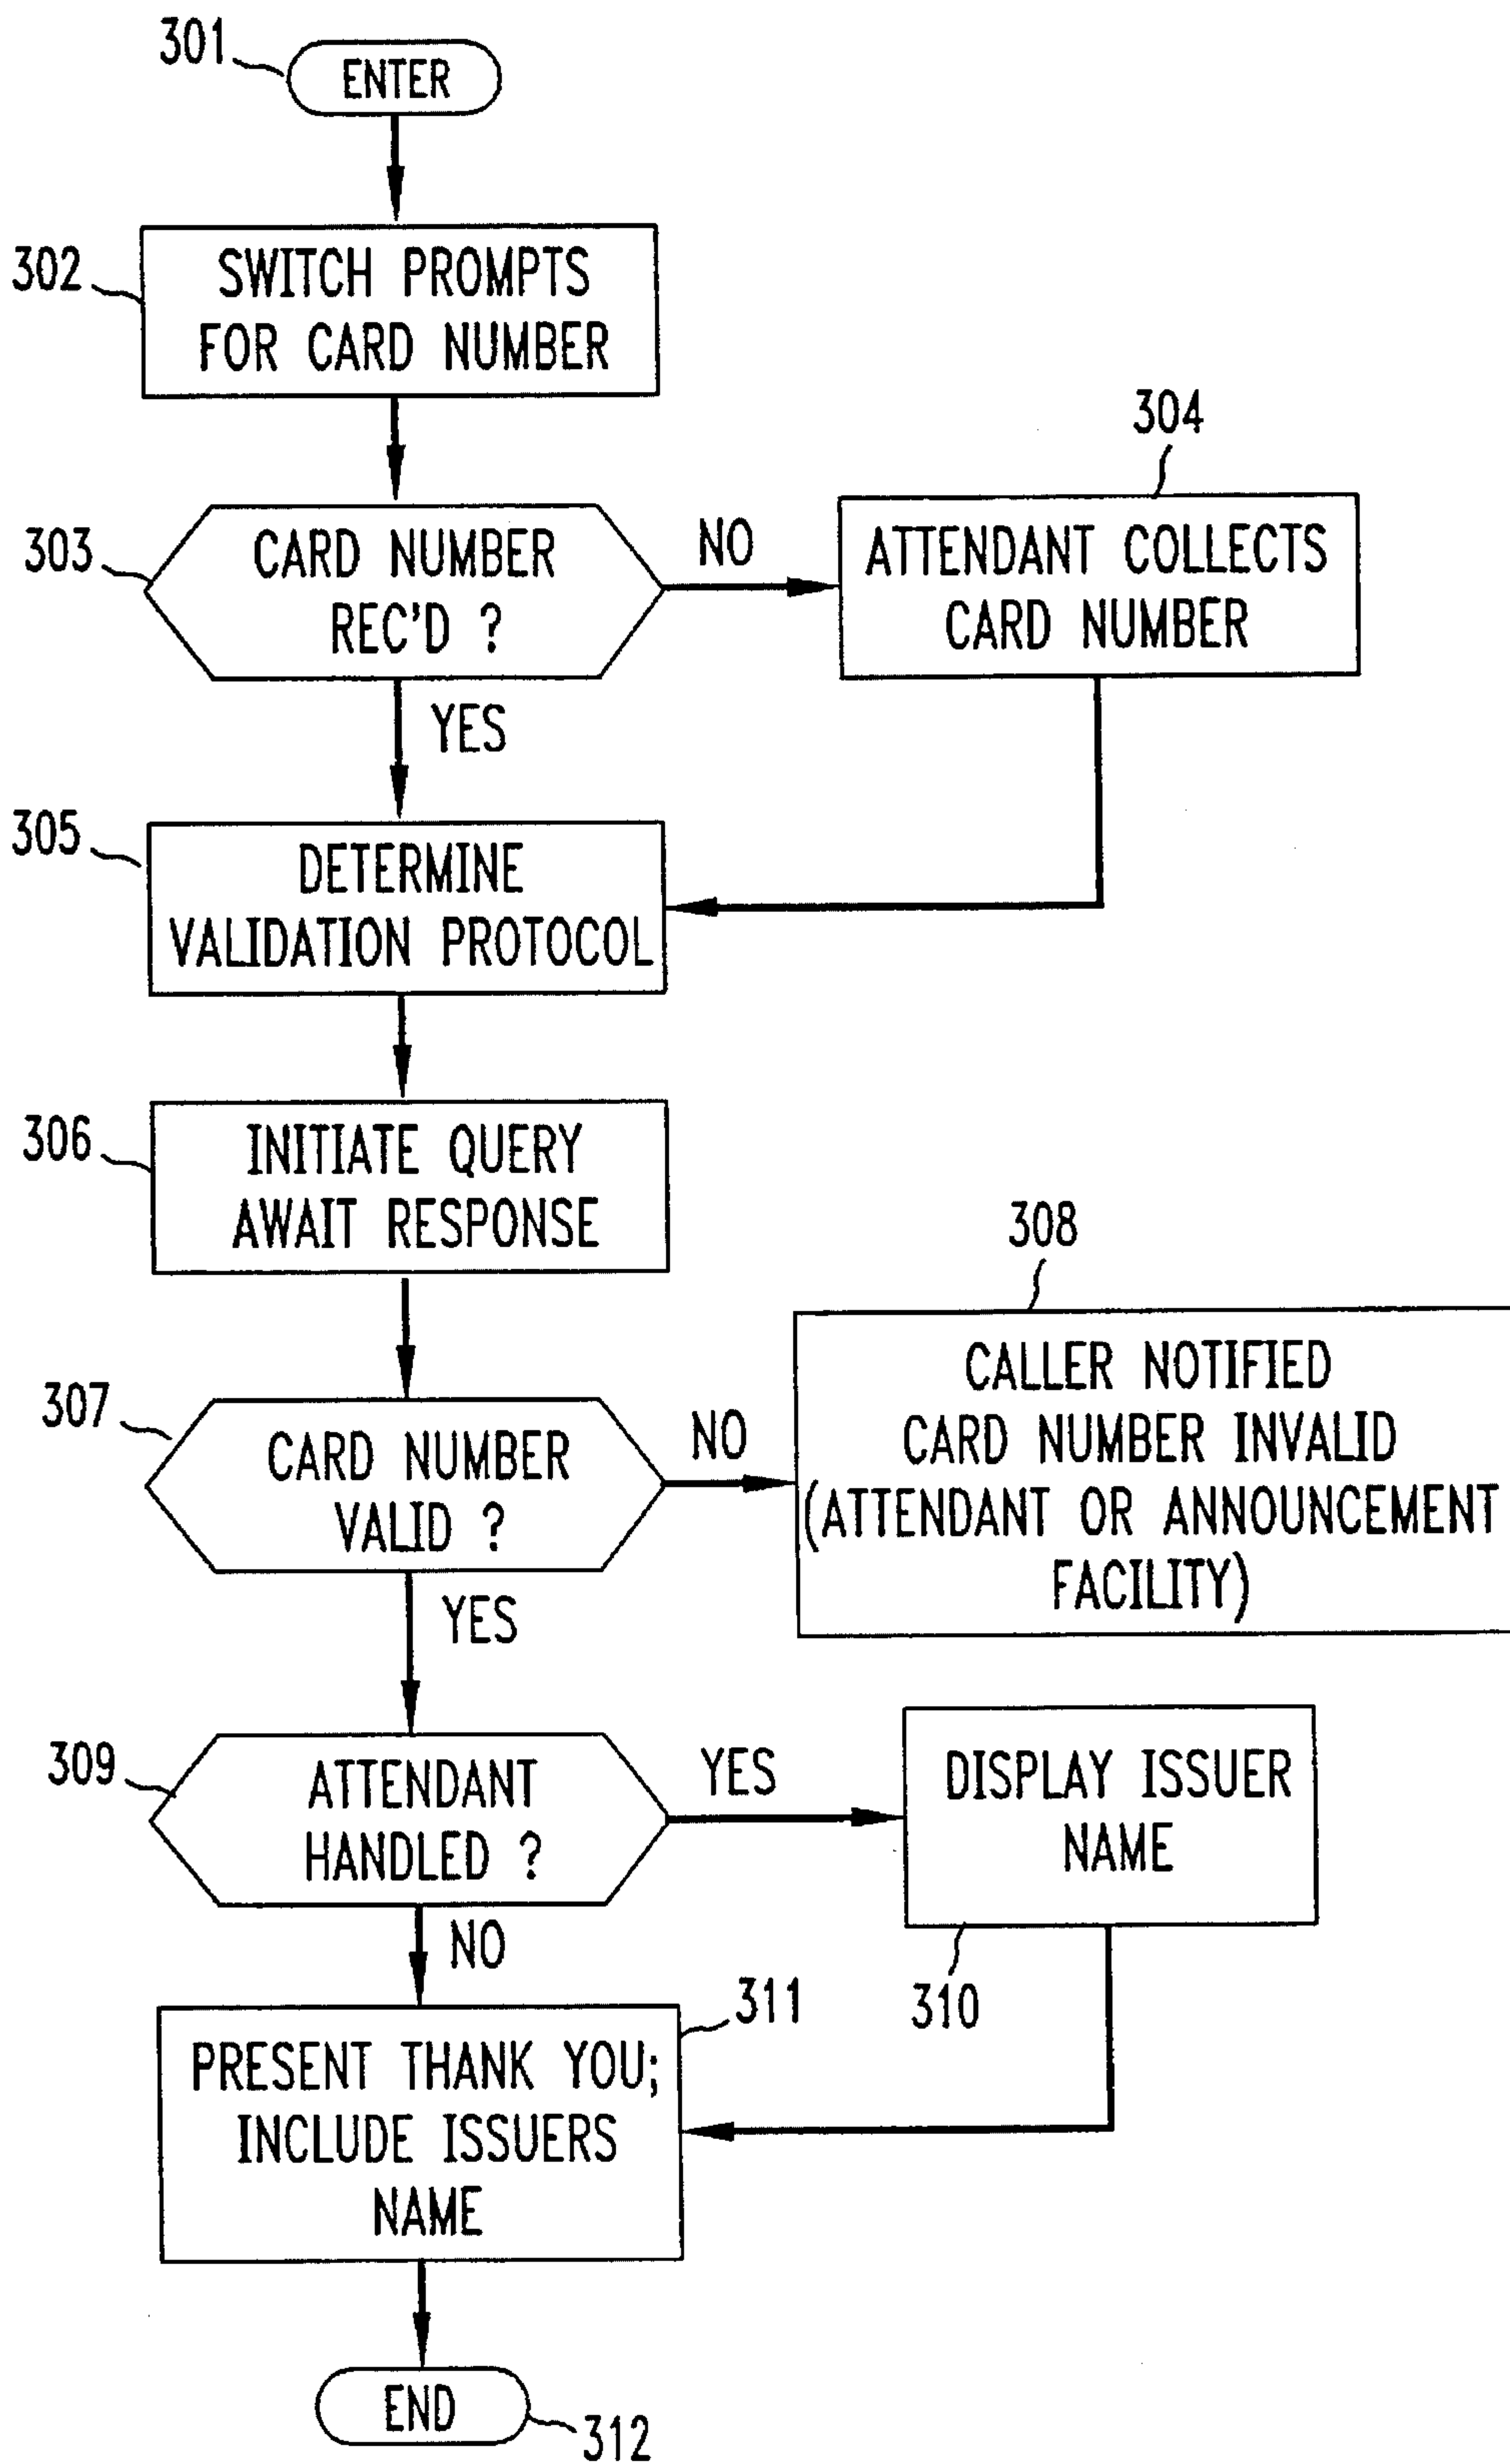 301
ENTER
302
SWITCH PROMPTS
FOR CARD NUMBER
303
CARD NUMBER
REC'D ?
NO
304
ATTENDANT COLLECTS
CARD NUMBER
YES
305
DETERMINE
VALIDATION PROTOCOL
306
INITIATE QUERY
AWAIT RESPONSE
307
CARD NUMBER
VALID ?
NO
308
CALLER NOTIFIED
CARD NUMBER INVALID
(ATTENDANT OR ANNOUNCEMENT
FACILITY)
YES
309
ATTENDANT
HANDLED ?
YES
DISPLAY ISSUER
NAME
310
NO
311
PRESENT THANK YOU;
INCLUDE ISSUERS
NAME
END
312